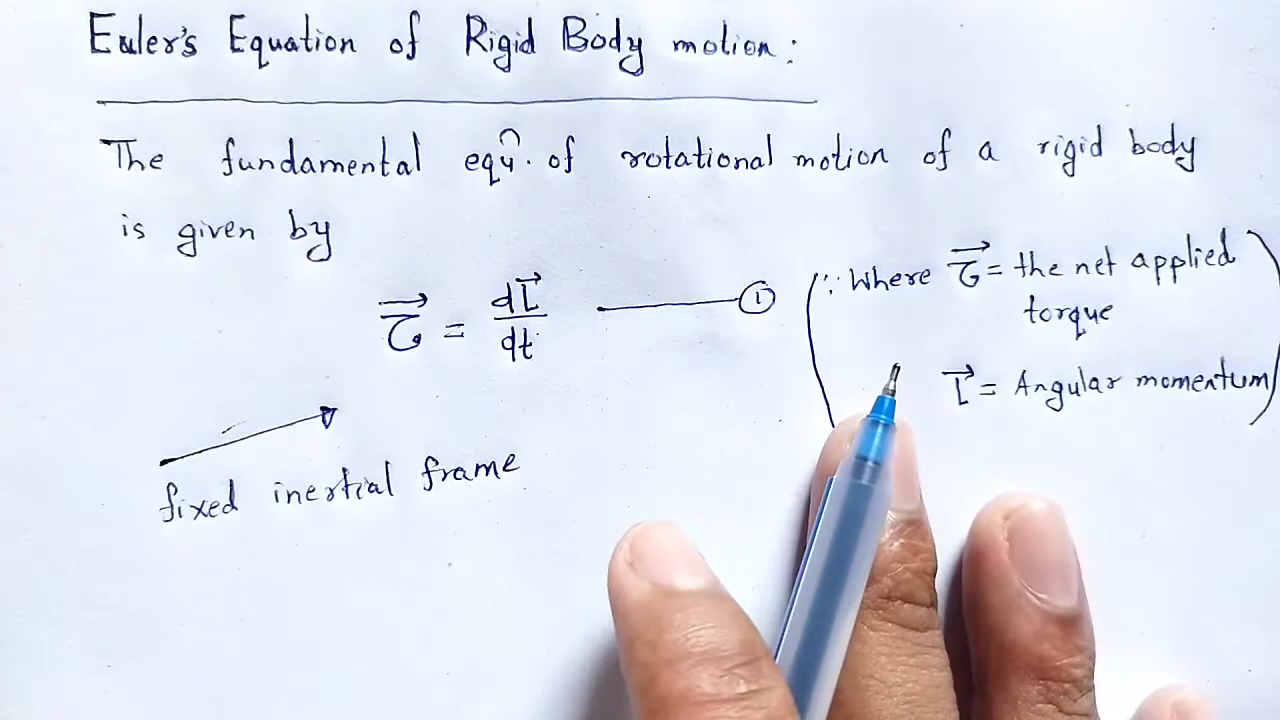 Euler's Equation of Rigid Body motion:
The fundamental equn. of rotational motion of a rigid body
is given by
τ⃗ = dL⃗/dt ——— ①
(∵ Where τ⃗ = the net applied
torque
L⃗ = Angular momentum)
fixed inertial frame